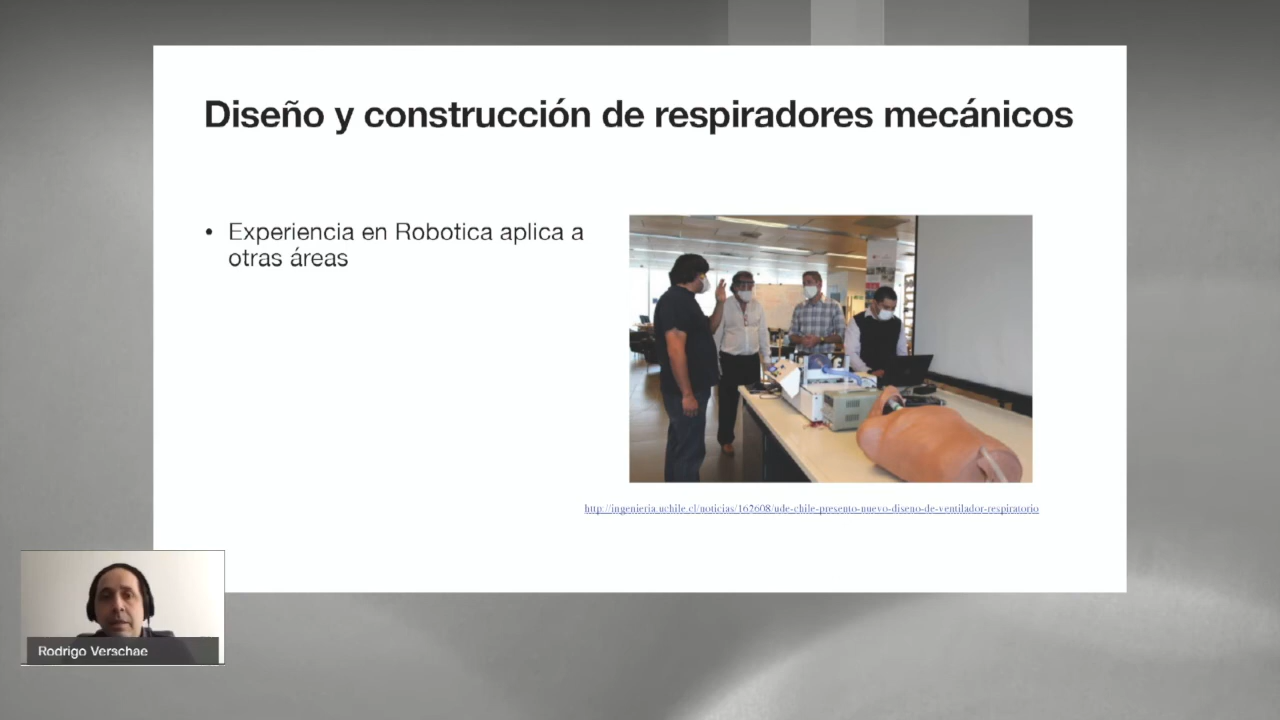 Diseño y construcción de respiradores mecánicos
• Experiencia en Robotica aplica a
otras áreas
http://ingenieria.uchile.cl/noticias/162608/ude-chile-presento-nuevo-diseno-de-ventilador-respiratorio
Rodrigo Verschae